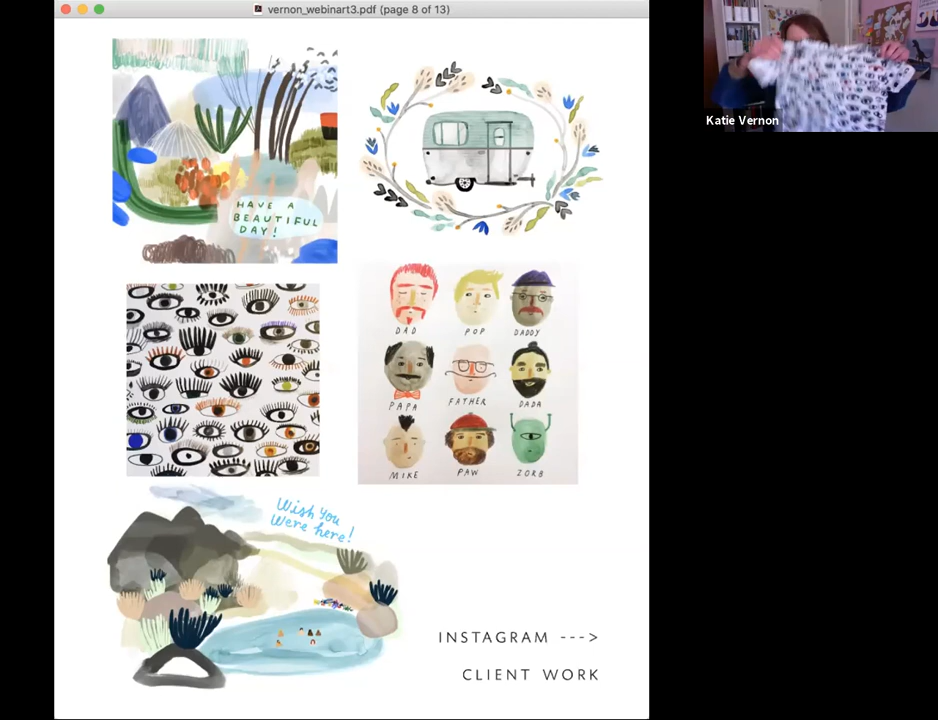 vernon_webinart3.pdf (page 8 of 13)
Katie Vernon
HAVE A
BEAUTIFUL
DAY!
DAD
POP
DADDY
PAPA
FATHER
DADA
MIKE
PAW
ZORB
Wish You
Were here!
INSTAGRAM --->
CLIENT WORK